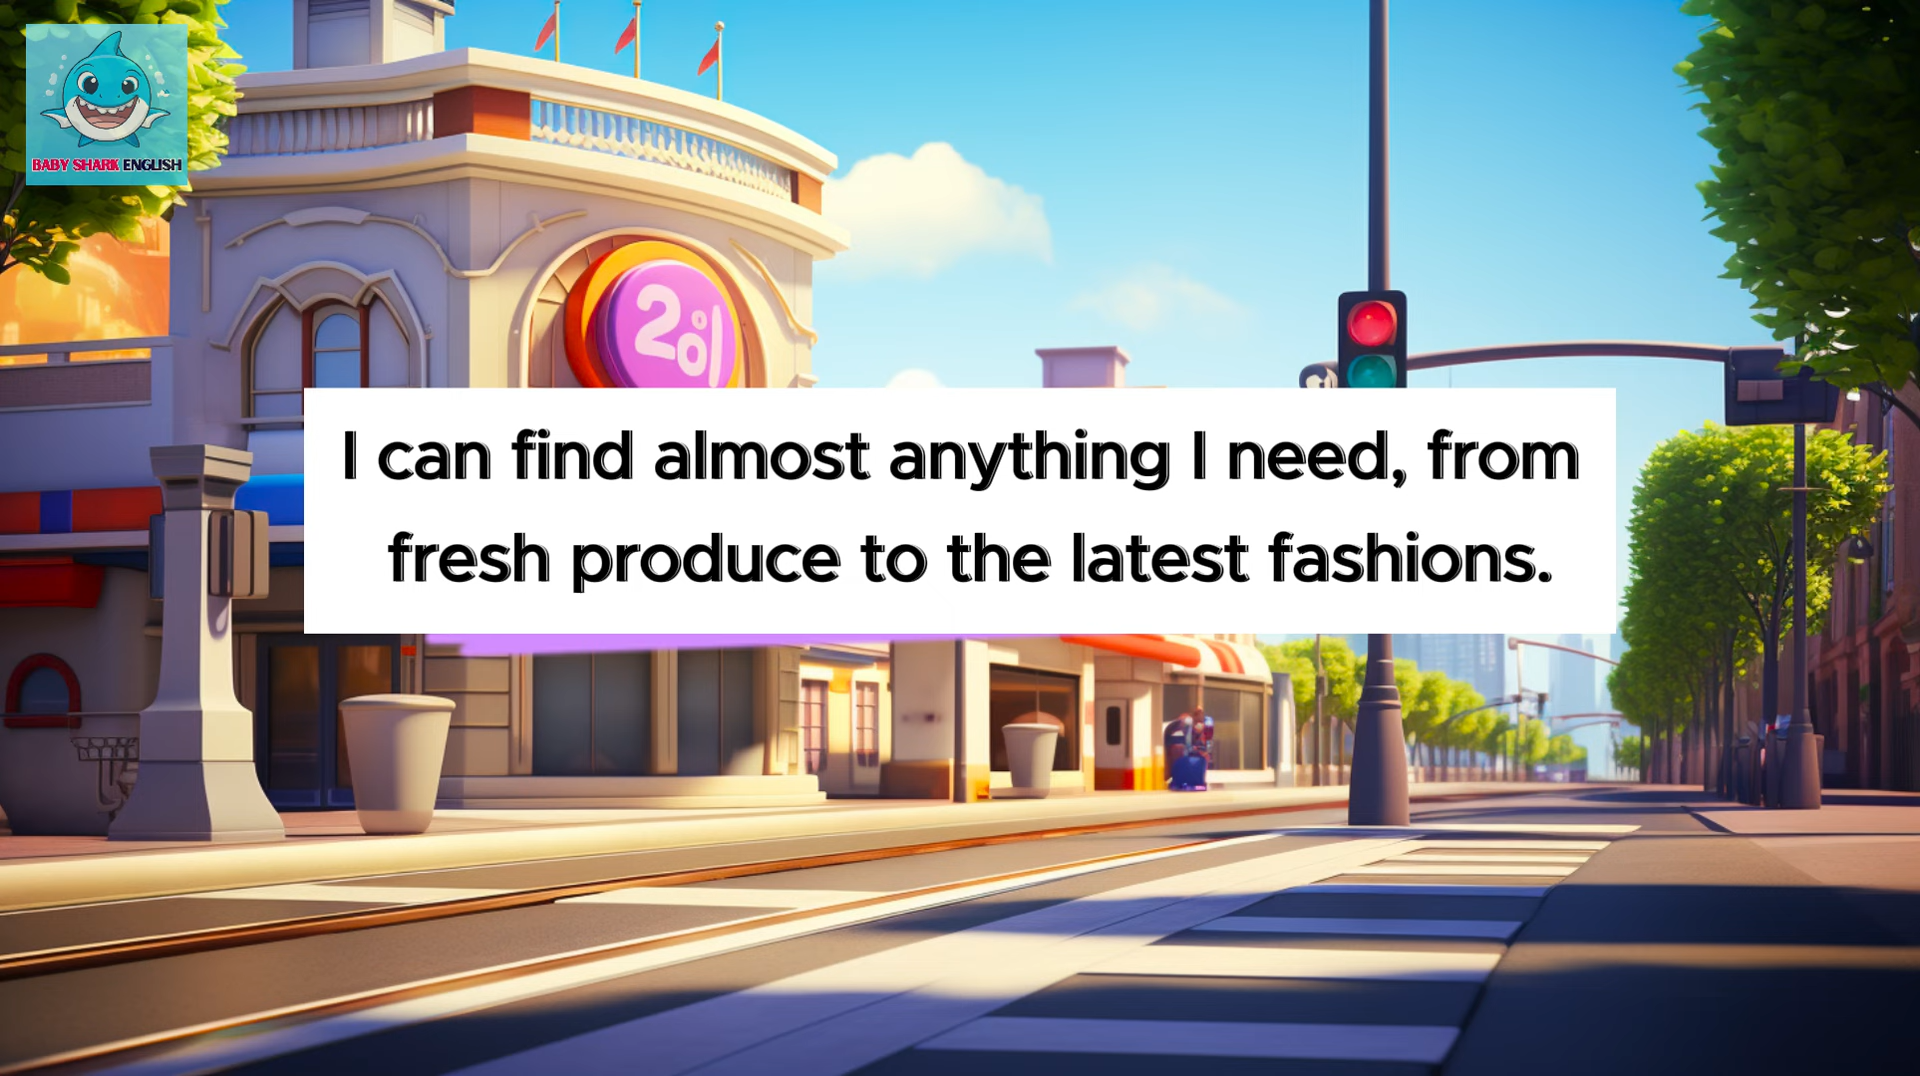 BABY SHARK ENGLISH
I can find almost anything I need, from
fresh produce to the latest fashions.